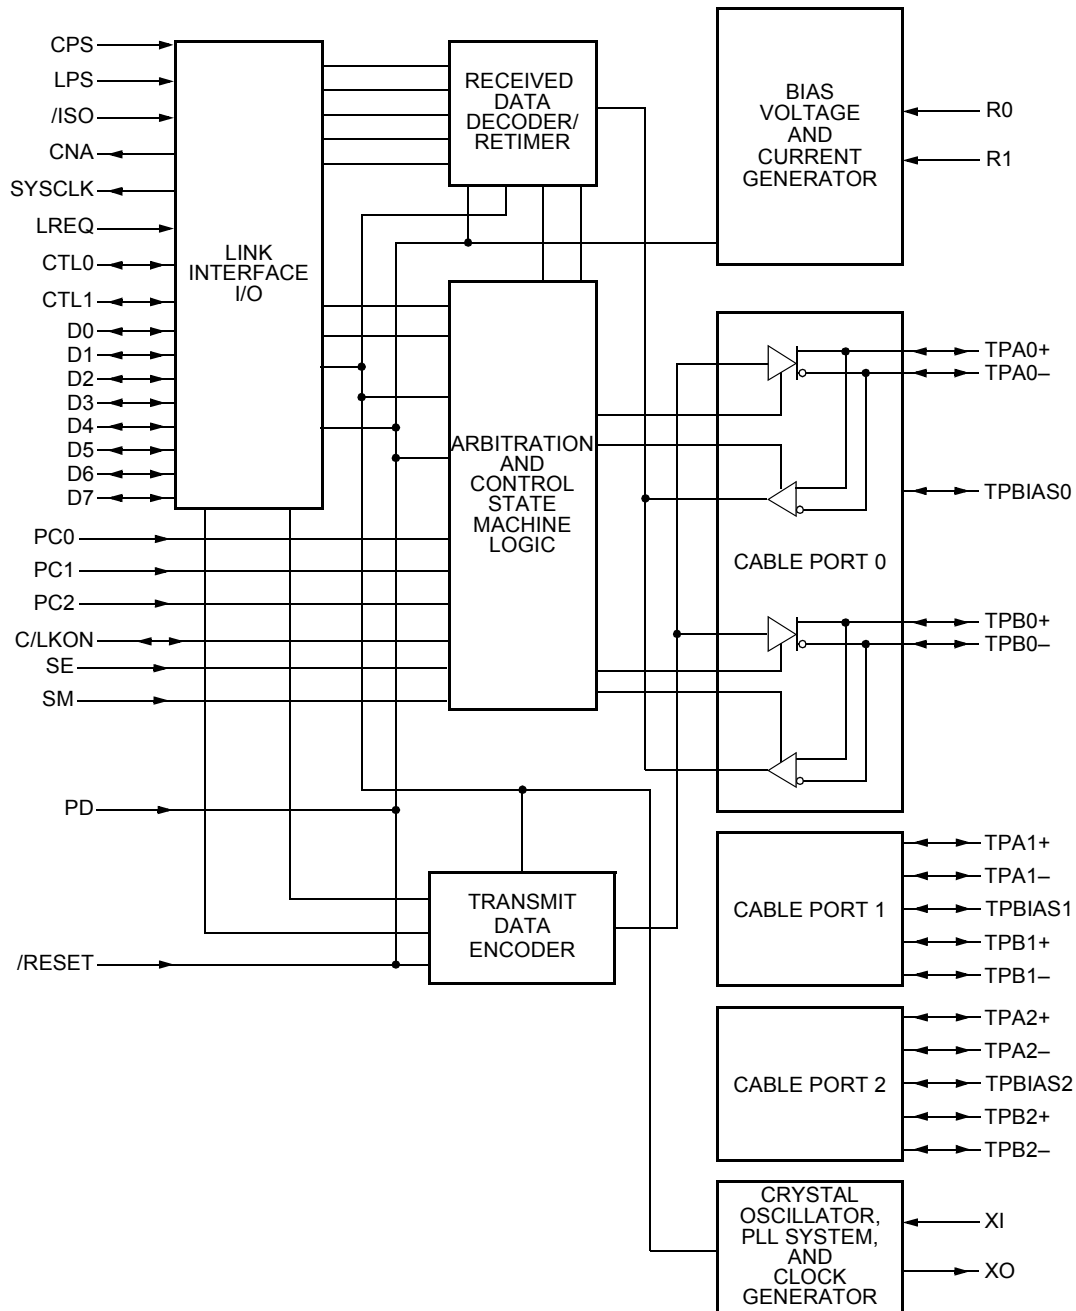 CPS
LPS
/ISO
CNA
SYSCLK
LREQ
CTL0
CTL1
D0
D1
D2
D3
D4
D5
D6
D7
PC0
PC1
PC2
C/LKON
SE
SM
PD
/RESET
LINK
INTERFACE
I/O
RECEIVED
DATA
DECODER/
RETIMER
ARBITRATION
AND
CONTROL
STATE
MACHINE
LOGIC
TRANSMIT
DATA
ENCODER
BIAS
VOLTAGE
AND
CURRENT
GENERATOR
R0
R1
CABLE PORT 0
TPA0+
TPA0–
TPBIAS0
TPB0+
TPB0–
CABLE PORT 1
TPA1+
TPA1–
TPBIAS1
TPB1+
TPB1–
CABLE PORT 2
TPA2+
TPA2–
TPBIAS2
TPB2+
TPB2–
CRYSTAL
OSCILLATOR,
PLL SYSTEM,
AND
CLOCK
GENERATOR
XI
XO